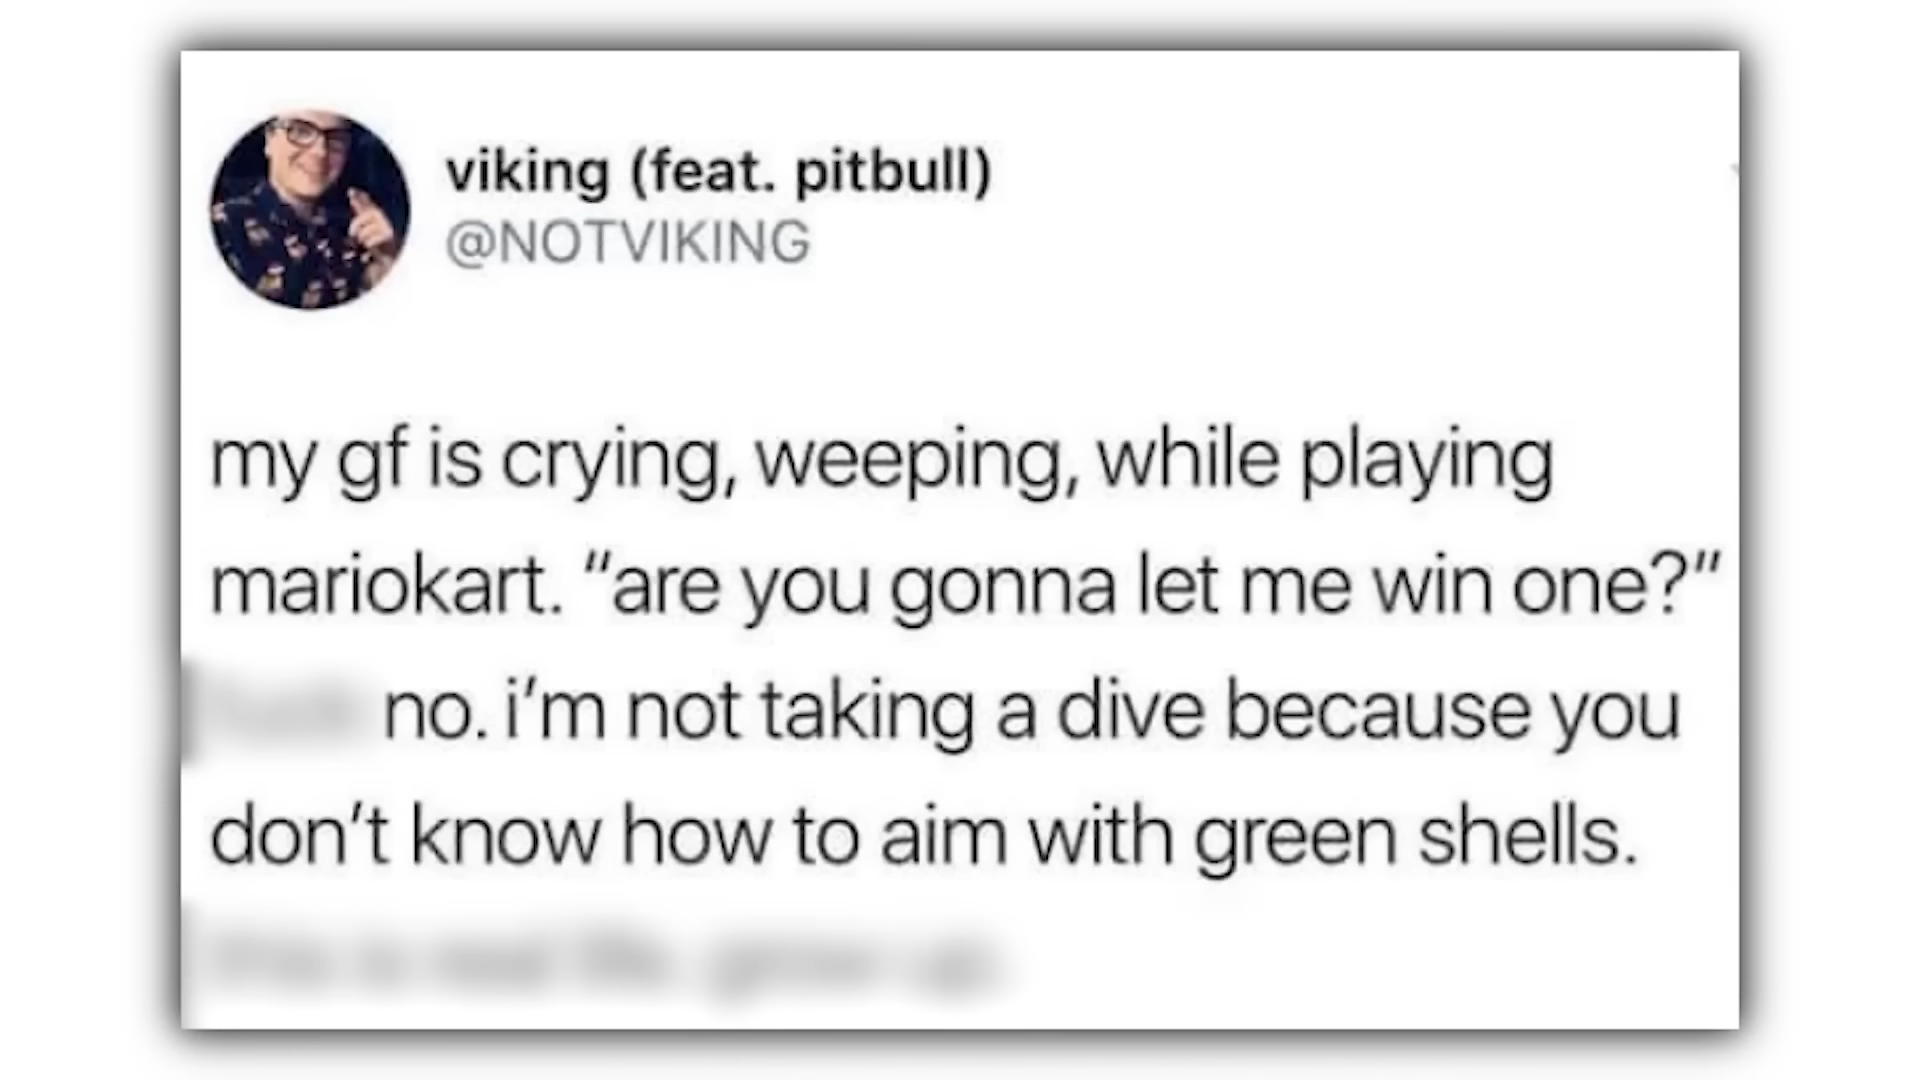 viking (feat. pitbull)
@NOTVIKING
my gf is crying, weeping, while playing
mariokart. “are you gonna let me win one?”
no. i’m not taking a dive because you
don’t know how to aim with green shells.